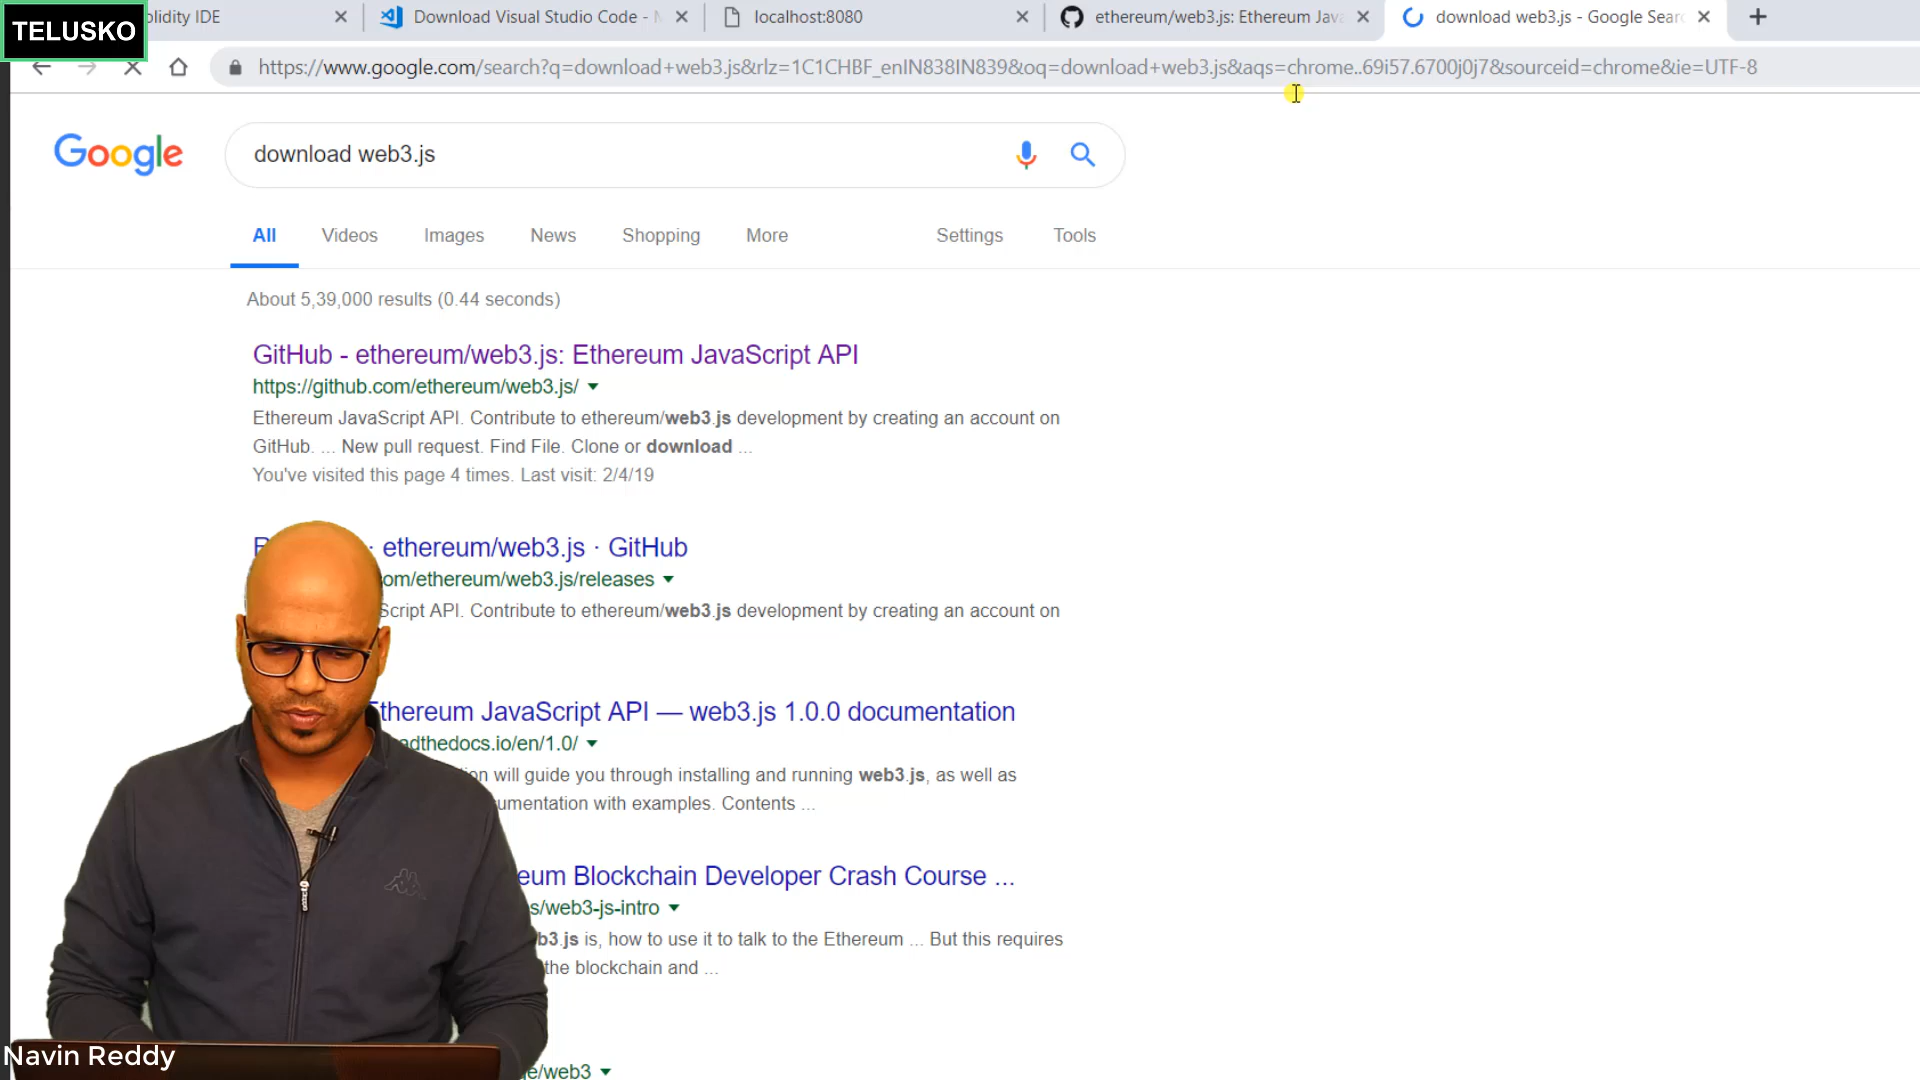 TELUSKO
olidity IDE
Download Visual Studio Code -
localhost:8080
ethereum/web3.js: Ethereum Jav
download web3.js - Google Sear
https://www.google.com/search?q=download+web3.js&rlz=1C1CHBF_enIN838IN839&oq=download+web3.js&aqs=chrome..69i57.6700j0j7&sourceid=chrome&ie=UTF-8
Google
download web3.js
All Videos Images News Shopping More Settings Tools
About 5,39,000 results (0.44 seconds)
GitHub - ethereum/web3.js: Ethereum JavaScript API
https://github.com/ethereum/web3.js/
Ethereum JavaScript API. Contribute to ethereum/web3.js development by creating an account on
GitHub. ... New pull request. Find File. Clone or download ...
You've visited this page 4 times. Last visit: 2/4/19
· ethereum/web3.js · GitHub
om/ethereum/web3.js/releases
Script API. Contribute to ethereum/web3.js development by creating an account on
Ethereum JavaScript API — web3.js 1.0.0 documentation
adthedocs.io/en/1.0/
on will guide you through installing and running web3.js, as well as
umentation with examples. Contents ...
eum Blockchain Developer Crash Course ...
s/web3-js-intro
b3.js is, how to use it to talk to the Ethereum ... But this requires
the blockchain and ...
Navin Reddy
e/web3